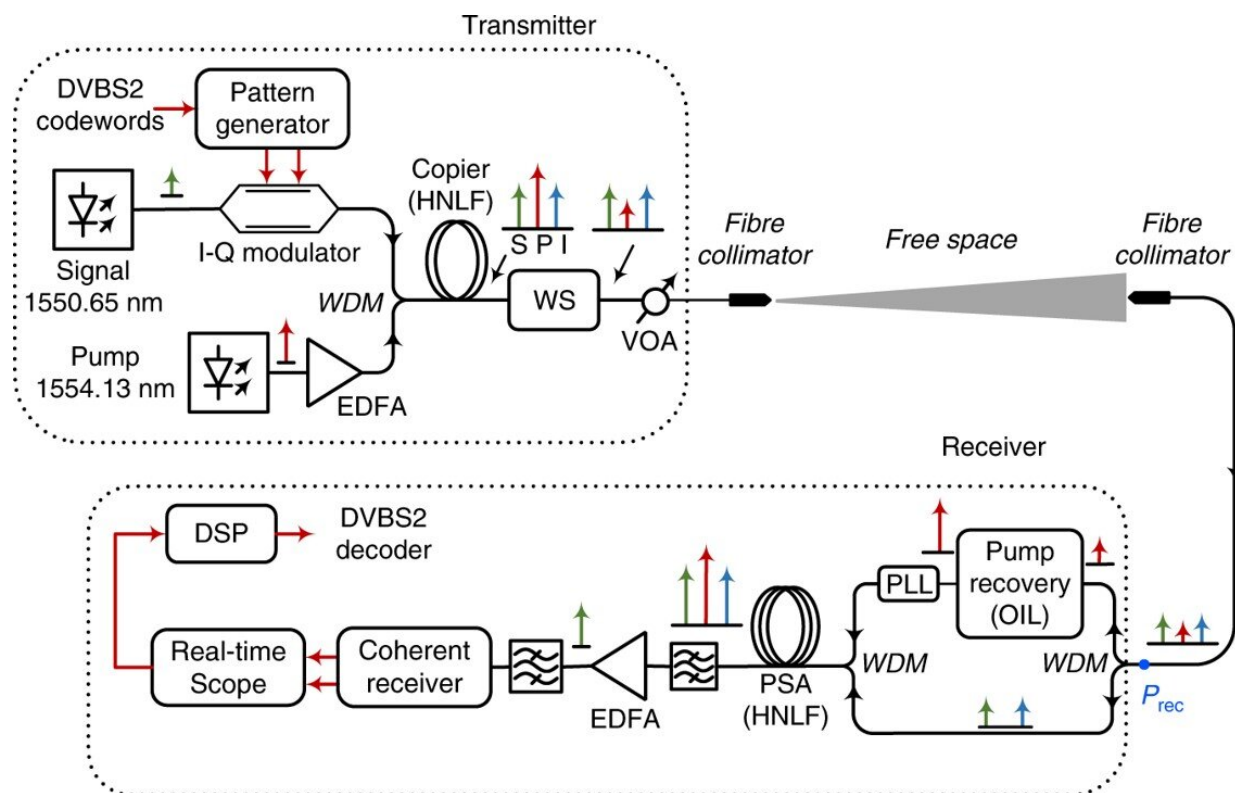 Transmitter
DVBS2
codewords
Pattern
generator
Signal
1550.65 nm
I-Q modulator
Copier
(HNLF)
S P I
WDM
WS
VOA
Pump
1554.13 nm
EDFA
Fibre
collimator
Free space
Fibre
collimator
Receiver
DSP
DVBS2
decoder
Real-time
Scope
Coherent
receiver
EDFA
PSA
(HNLF)
WDM
PLL
Pump
recovery
(OIL)
WDM
Prec